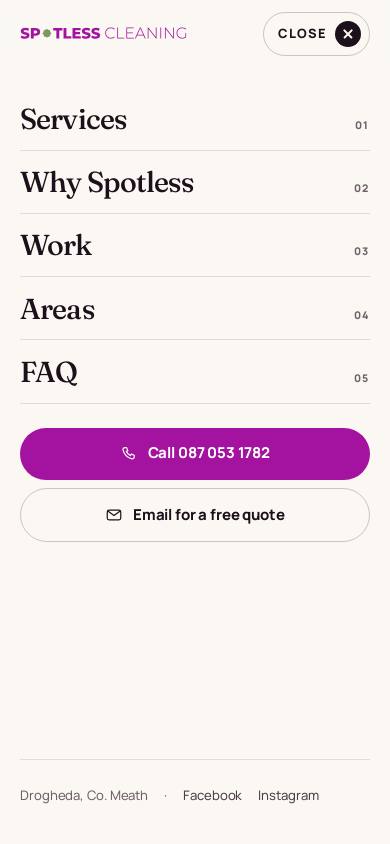 SPOTLESS CLEANING
CLOSE
Services 01
Why Spotless 02
Work 03
Areas 04
FAQ 05
Call 087 053 1782
Email for a free quote
Drogheda, Co. Meath · Facebook Instagram